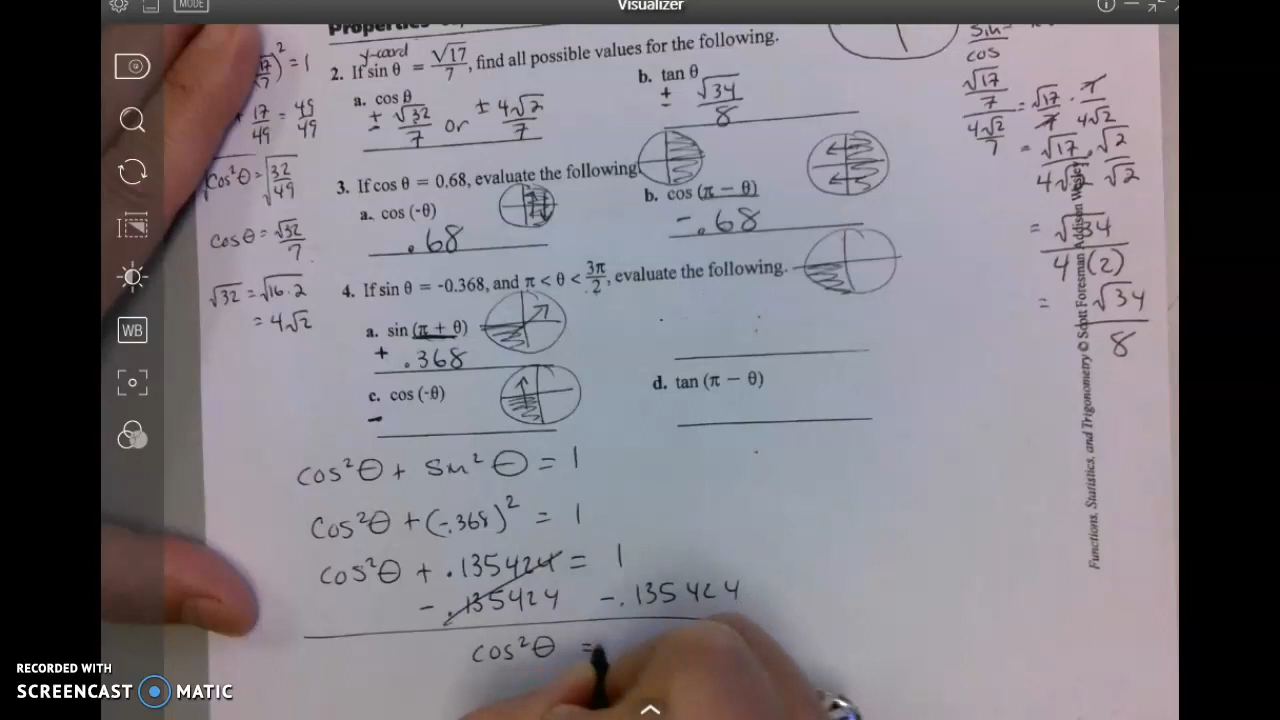 Visualizer
MODE
WB
Properties
y-coord
2. If sin θ = √17/7, find all possible values for the following.
a. cos θ
± √32/7 or ± 4√2/7
b. tan θ
± √34/8
3. If cos θ = 0.68, evaluate the following
a. cos (-θ)
.68
b. cos (π − θ)
-.68
4. If sin θ = -0.368, and π < θ < 3π/2, evaluate the following.
a. sin (π + θ)
+ .368
c. cos (-θ)
−
d. tan (π − θ)
cos²θ + sin²θ = 1
cos²θ + (-.368)² = 1
cos²θ + .135424 = 1
- .135424 -.135424
cos²θ =
)² = 1
+ 17/49 = 49/49
cos²θ = √32/49
cos θ = √32/7
√32 = √16·2
= 4√2
sin
cos
√17/7
4√2/7
= √17/7 · 7/4√2
= √17/4√2 √2/√2
= √34/4(2)
= √34/8
Functions, Statistics, and Trigonometry © Scott Foresman Addison Wesley
RECORDED WITH
SCREENCAST MATIC